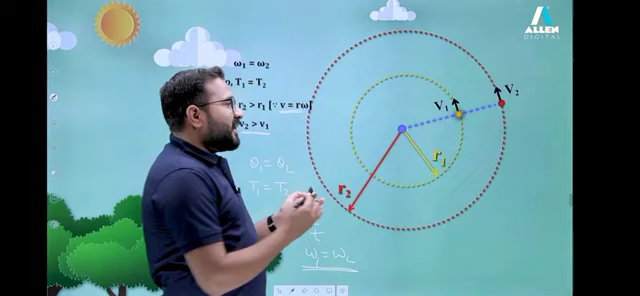 ALLEN
DIGITAL
ω₁ = ω₂
o, T₁ = T₂
r₂ > r₁ [∵ v = rω]
v₂ > v₁
θ₁ = θ₂
T₁ = T₂
t
ω₁ = ω₂
V₁
V₂
r₁
r₂